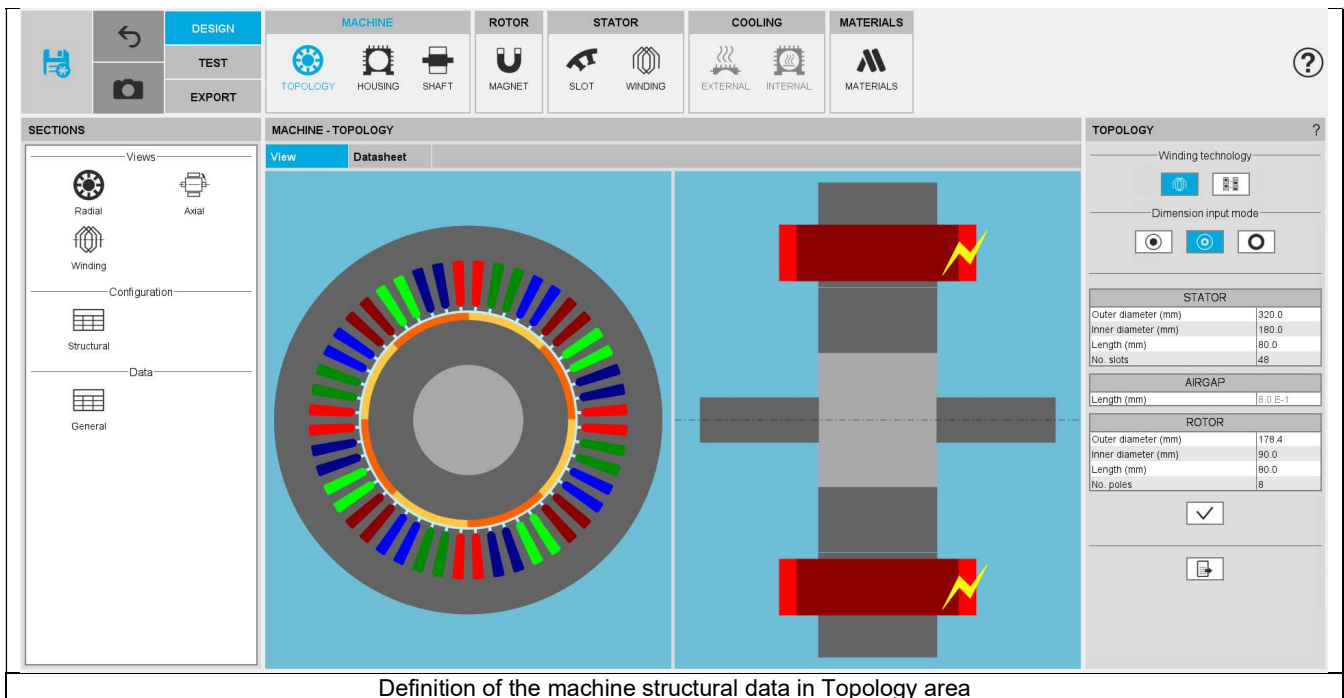 DESIGN
TEST
EXPORT
MACHINE
TOPOLOGY HOUSING SHAFT
ROTOR
MAGNET
STATOR
SLOT WINDING
COOLING
EXTERNAL INTERNAL
MATERIALS
MATERIALS
?
SECTIONS
Views
Radial Axial
Winding
Configuration
Structural
Data
General
MACHINE - TOPOLOGY
View Datasheet
TOPOLOGY ?
Winding technology
Dimension input mode
STATOR
Outer diameter (mm) 320.0
Inner diameter (mm) 180.0
Length (mm) 80.0
No. slots 48
AIRGAP
Length (mm) 8.0 E-1
ROTOR
Outer diameter (mm) 178.4
Inner diameter (mm) 90.0
Length (mm) 80.0
No. poles 8
Definition of the machine structural data in Topology area